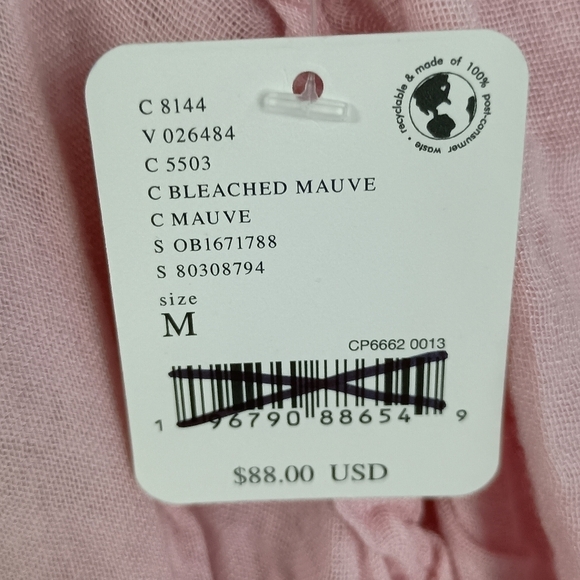 C 8144
V 026484
C 5503
C BLEACHED MAUVE
C MAUVE
S OB1671788
S 80308794
size
M
recyclable & made of 100% post-consumer waste •
CP6662 0013
1 96790 88654 9
$88.00 USD